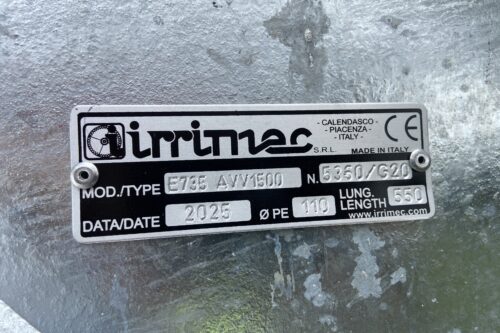 irrimec S.R.L.
- CALENDASCO -
PIACENZA -
ITALY -
MADE IN ITALY
CE
MOD./TYPE E735 AVV1500 N. 5350/G20
DATA/DATE 2025 Ø PE 110 LUNG. LENGTH 550
www.irrimec.com